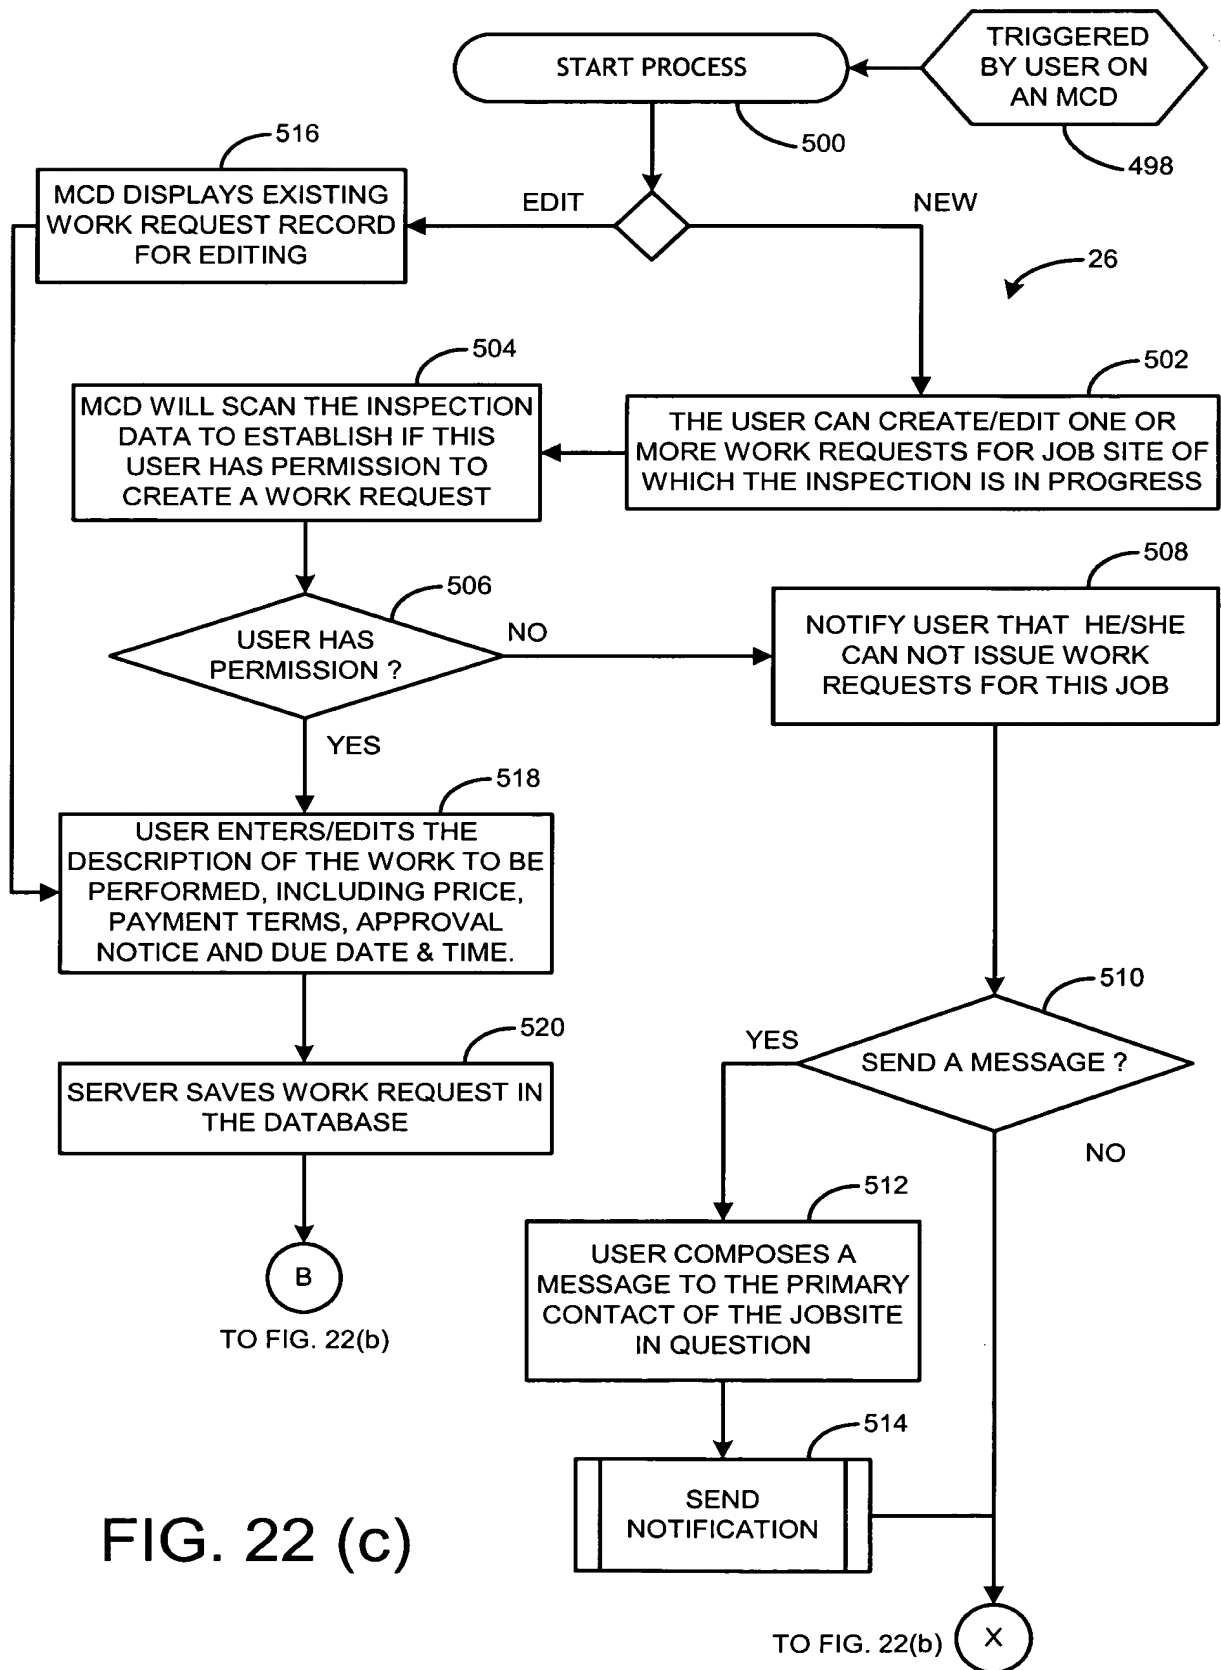 TRIGGERED
BY USER ON
AN MCD
START PROCESS
500
498
516
MCD DISPLAYS EXISTING
WORK REQUEST RECORD
FOR EDITING
EDIT
NEW
26
504
MCD WILL SCAN THE INSPECTION
DATA TO ESTABLISH IF THIS
USER HAS PERMISSION TO
CREATE A WORK REQUEST
502
THE USER CAN CREATE/EDIT ONE OR
MORE WORK REQUESTS FOR JOB SITE OF
WHICH THE INSPECTION IS IN PROGRESS
506
USER HAS
PERMISSION ?
NO
YES
508
NOTIFY USER THAT HE/SHE
CAN NOT ISSUE WORK
REQUESTS FOR THIS JOB
518
USER ENTERS/EDITS THE
DESCRIPTION OF THE WORK TO BE
PERFORMED, INCLUDING PRICE,
PAYMENT TERMS, APPROVAL
NOTICE AND DUE DATE & TIME.
510
SEND A MESSAGE ?
YES
NO
520
SERVER SAVES WORK REQUEST IN
THE DATABASE
B
TO FIG. 22(b)
512
USER COMPOSES A
MESSAGE TO THE PRIMARY
CONTACT OF THE JOBSITE
IN QUESTION
514
SEND
NOTIFICATION
FIG. 22 (c)
TO FIG. 22(b)
X